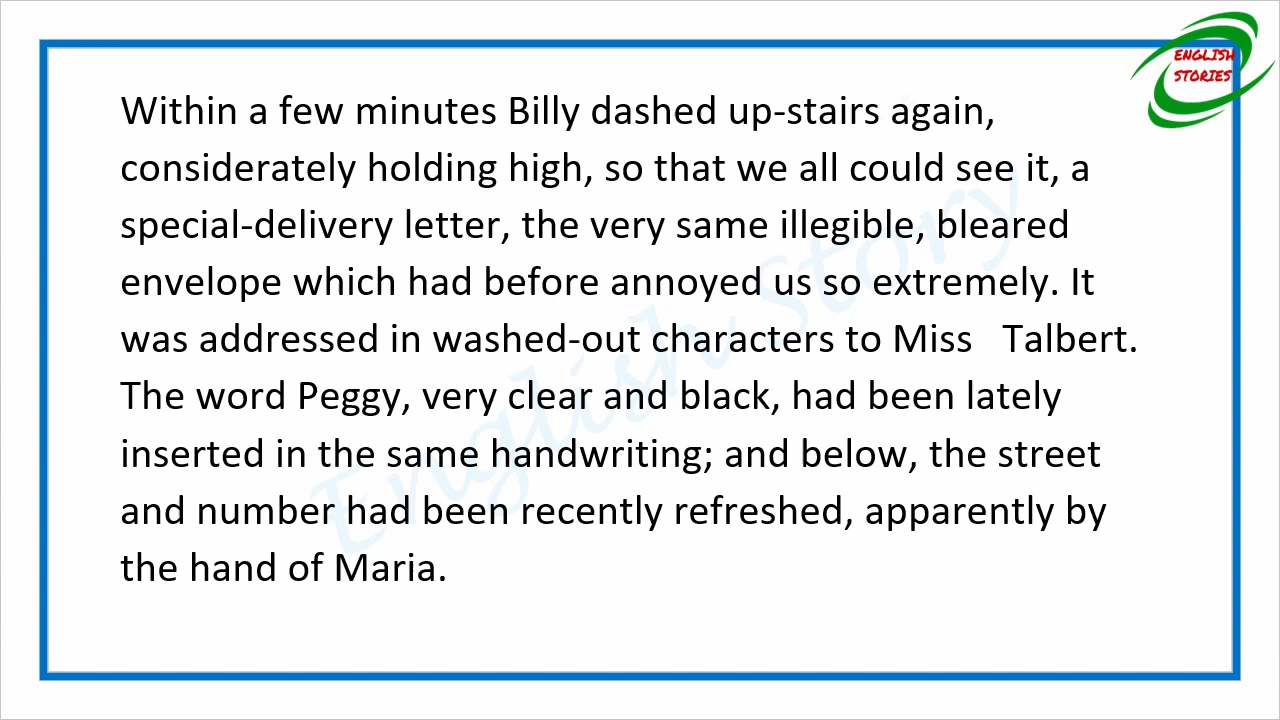 ENGLISH
STORIES
Within a few minutes Billy dashed up-stairs again,
considerately holding high, so that we all could see it, a
special-delivery letter, the very same illegible, bleared
envelope which had before annoyed us so extremely. It
was addressed in washed-out characters to Miss   Talbert.
The word Peggy, very clear and black, had been lately
inserted in the same handwriting; and below, the street
and number had been recently refreshed, apparently by
the hand of Maria.
English Story